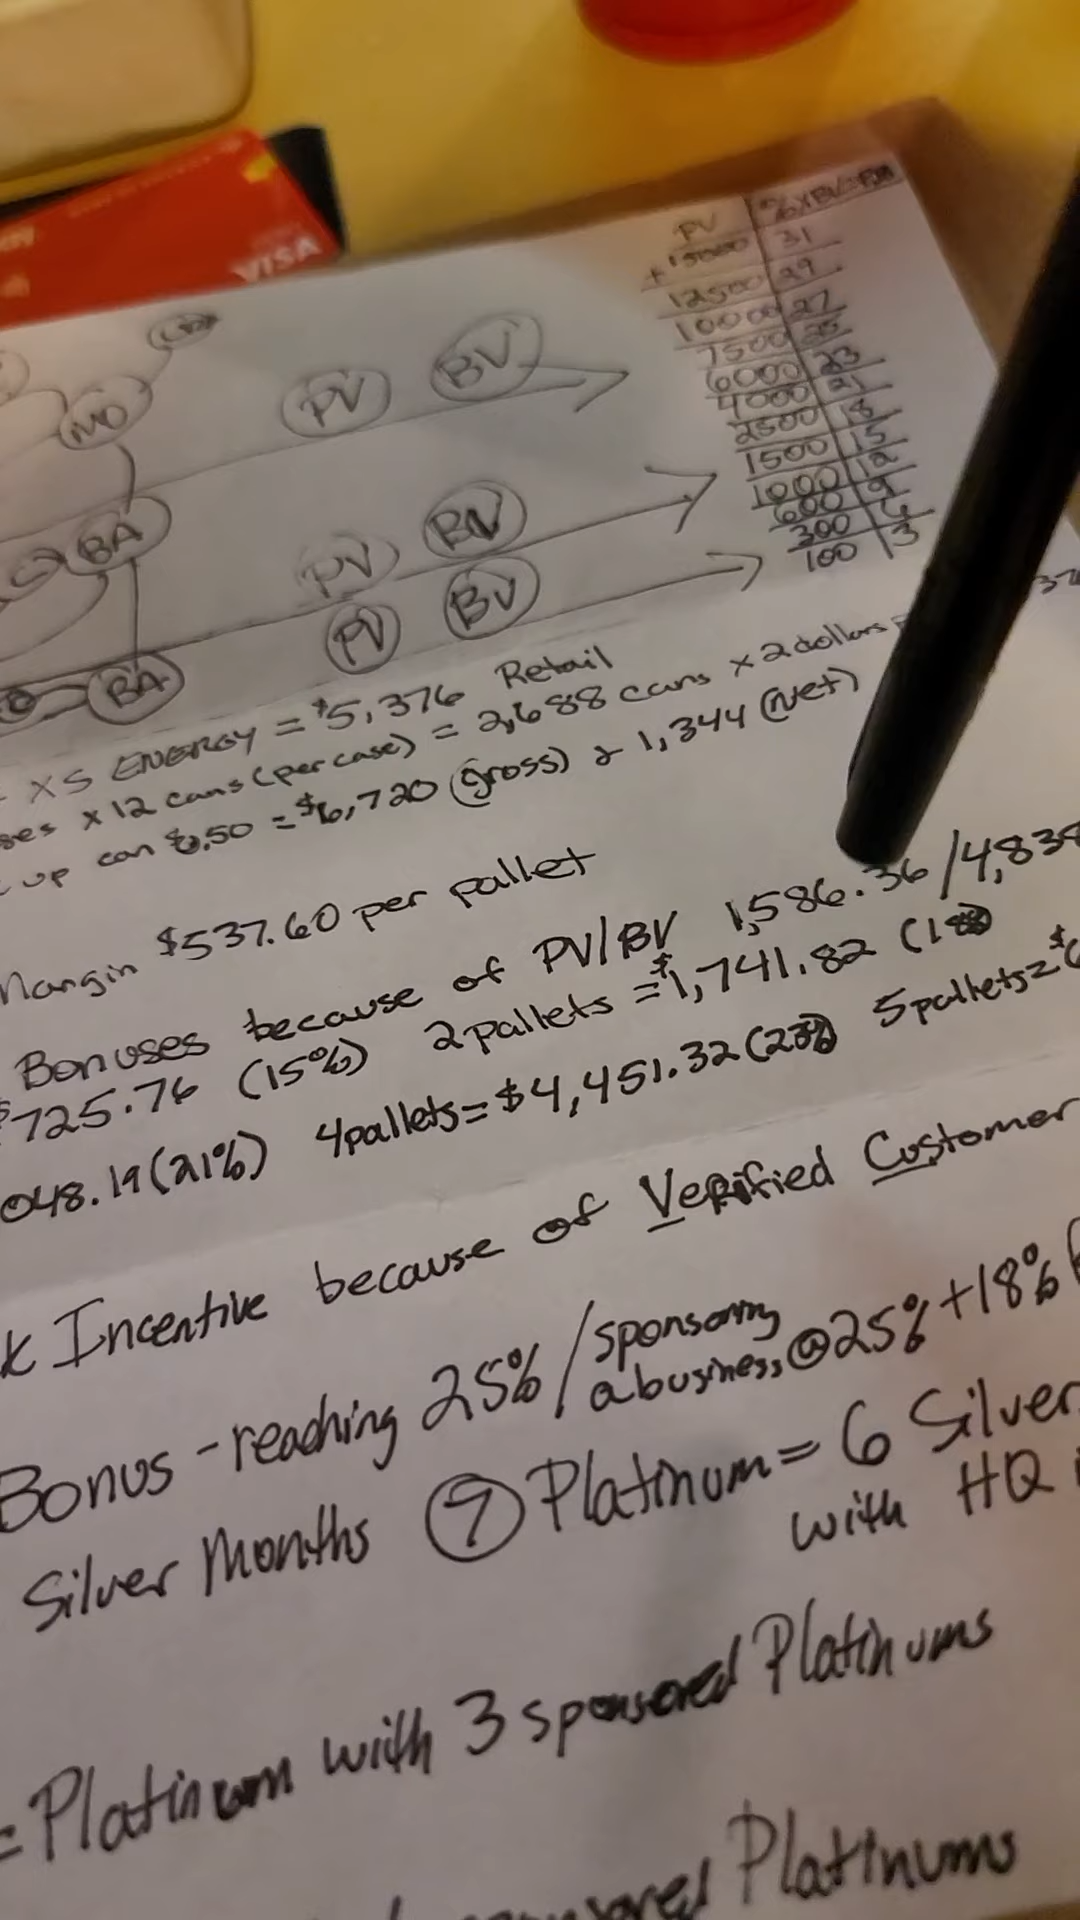 VISA
PV
% x BV =
+15000 31
12500 29
10000 27
7500 25
6000 23
4000 21
2500 18
1500 15
1000 12
600 9
300 6
100 3
PV BV
PV BV
BA
PV BV
BA
XS ENERGY = $5,376 Retail
x 12 cans (per case) = 2,688 cans x 2 dollars
up can $.50 = $6,720 (gross) & 1,344 (net)
Margin $537.60 per pallet
Bonuses because of PV/BV 1,586.36/4,838
$725.76 (15%) 2 pallets = $1,741.82 (18%)
048.19 (21%) 4 pallets = $4,451.32 (23%) 5 pallets = $
k Incentive because of Verified Customer
Bonus - reaching 25% / sponsoring
a business @ 25% + 18%
Silver Months 7 Platinum = 6 Silver
with HQ
= Platinum with 3 sponsored Platinums
Platinums